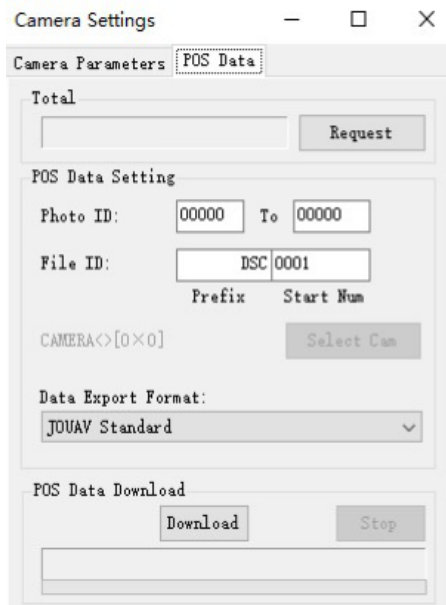 Camera Settings
Camera Parameters POS Data
Total
Request
POS Data Setting
Photo ID: 00000 To 00000
File ID: DSC 0001
Prefix Start Num
CAMERA<>[0×0] Select Cam
Data Export Format:
JOUAV Standard
POS Data Download
Download Stop